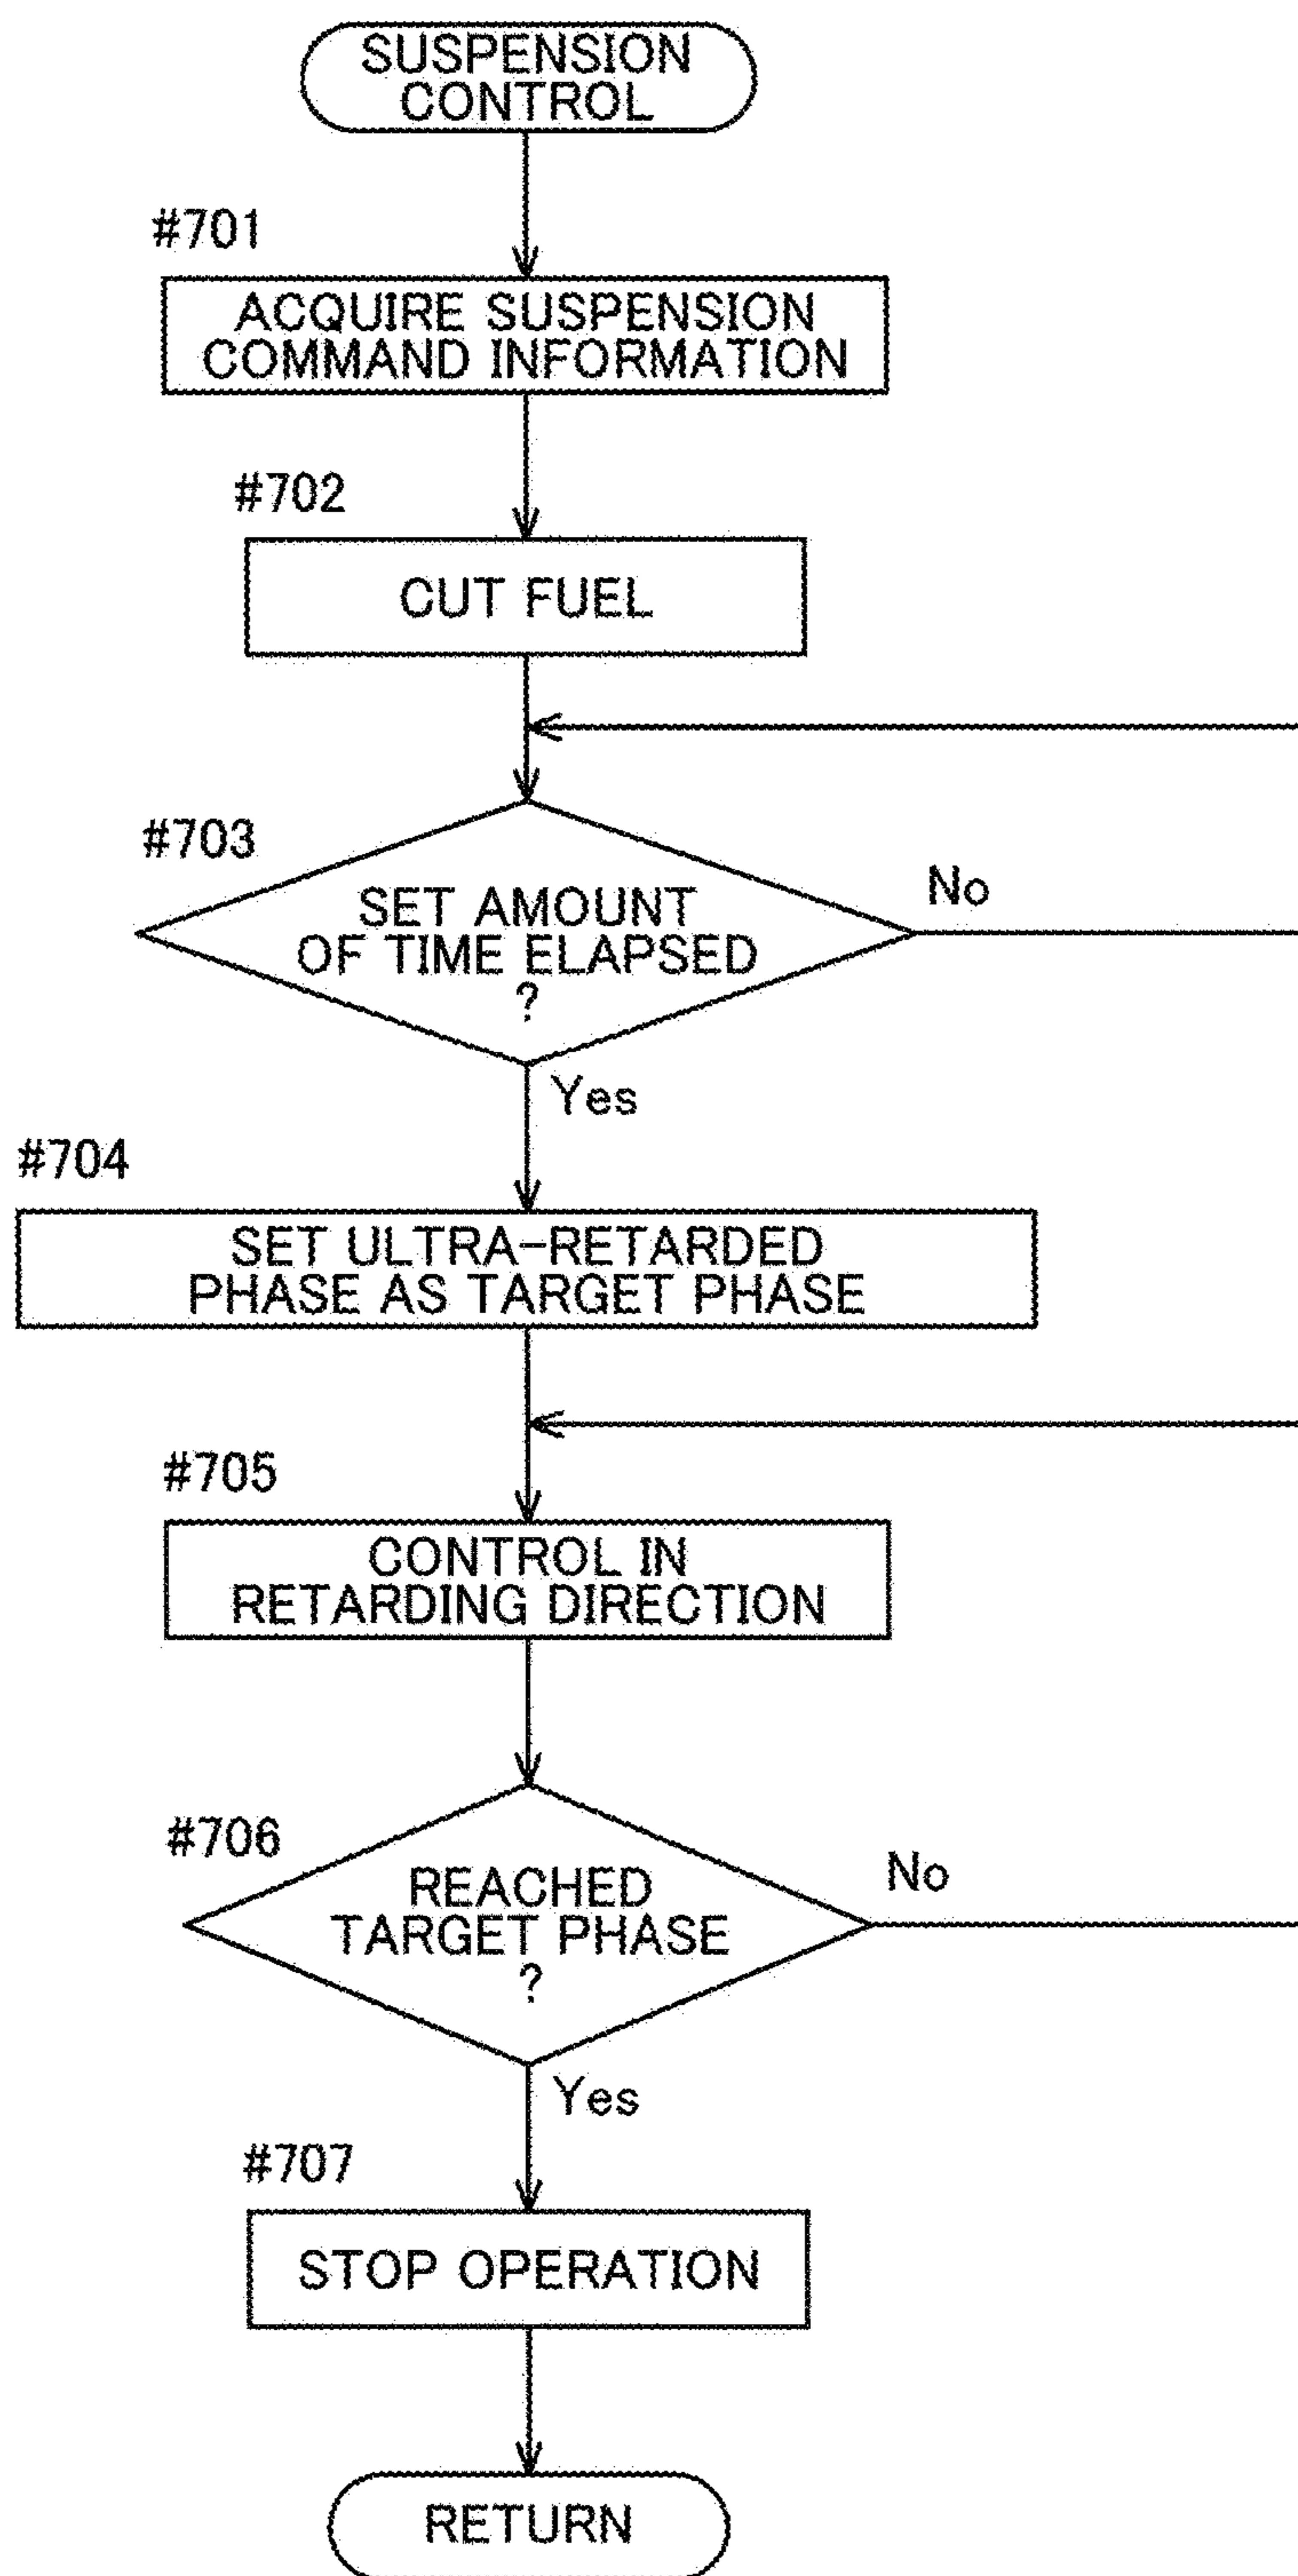 SUSPENSION
CONTROL
#701
ACQUIRE SUSPENSION
COMMAND INFORMATION
#702
CUT FUEL
#703
SET AMOUNT
OF TIME ELAPSED
?
No
Yes
#704
SET ULTRA-RETARDED
PHASE AS TARGET PHASE
#705
CONTROL IN
RETARDING DIRECTION
#706
REACHED
TARGET PHASE
?
No
Yes
#707
STOP OPERATION
RETURN